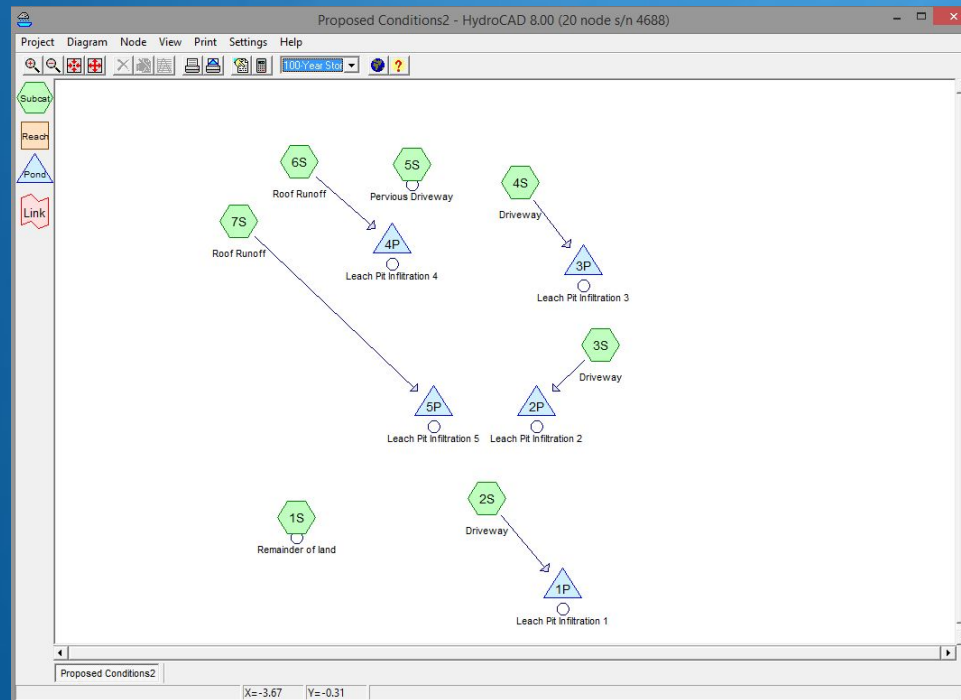 Proposed Conditions2 - HydroCAD 8.00 (20 node s/n 4688)
Project Diagram Node View Print Settings Help
100-Year Stor
Subcat
Reach
Pond
Link
6S
Roof Runoff
5S
Pervious Driveway
4S
Driveway
7S
Roof Runoff
4P
Leach Pit Infiltration 4
3P
Leach Pit Infiltration 3
3S
Driveway
5P
Leach Pit Infiltration 5
2P
Leach Pit Infiltration 2
2S
Driveway
1S
Remainder of land
1P
Leach Pit Infiltration 1
Proposed Conditions2
X=-3.67 Y=-0.31